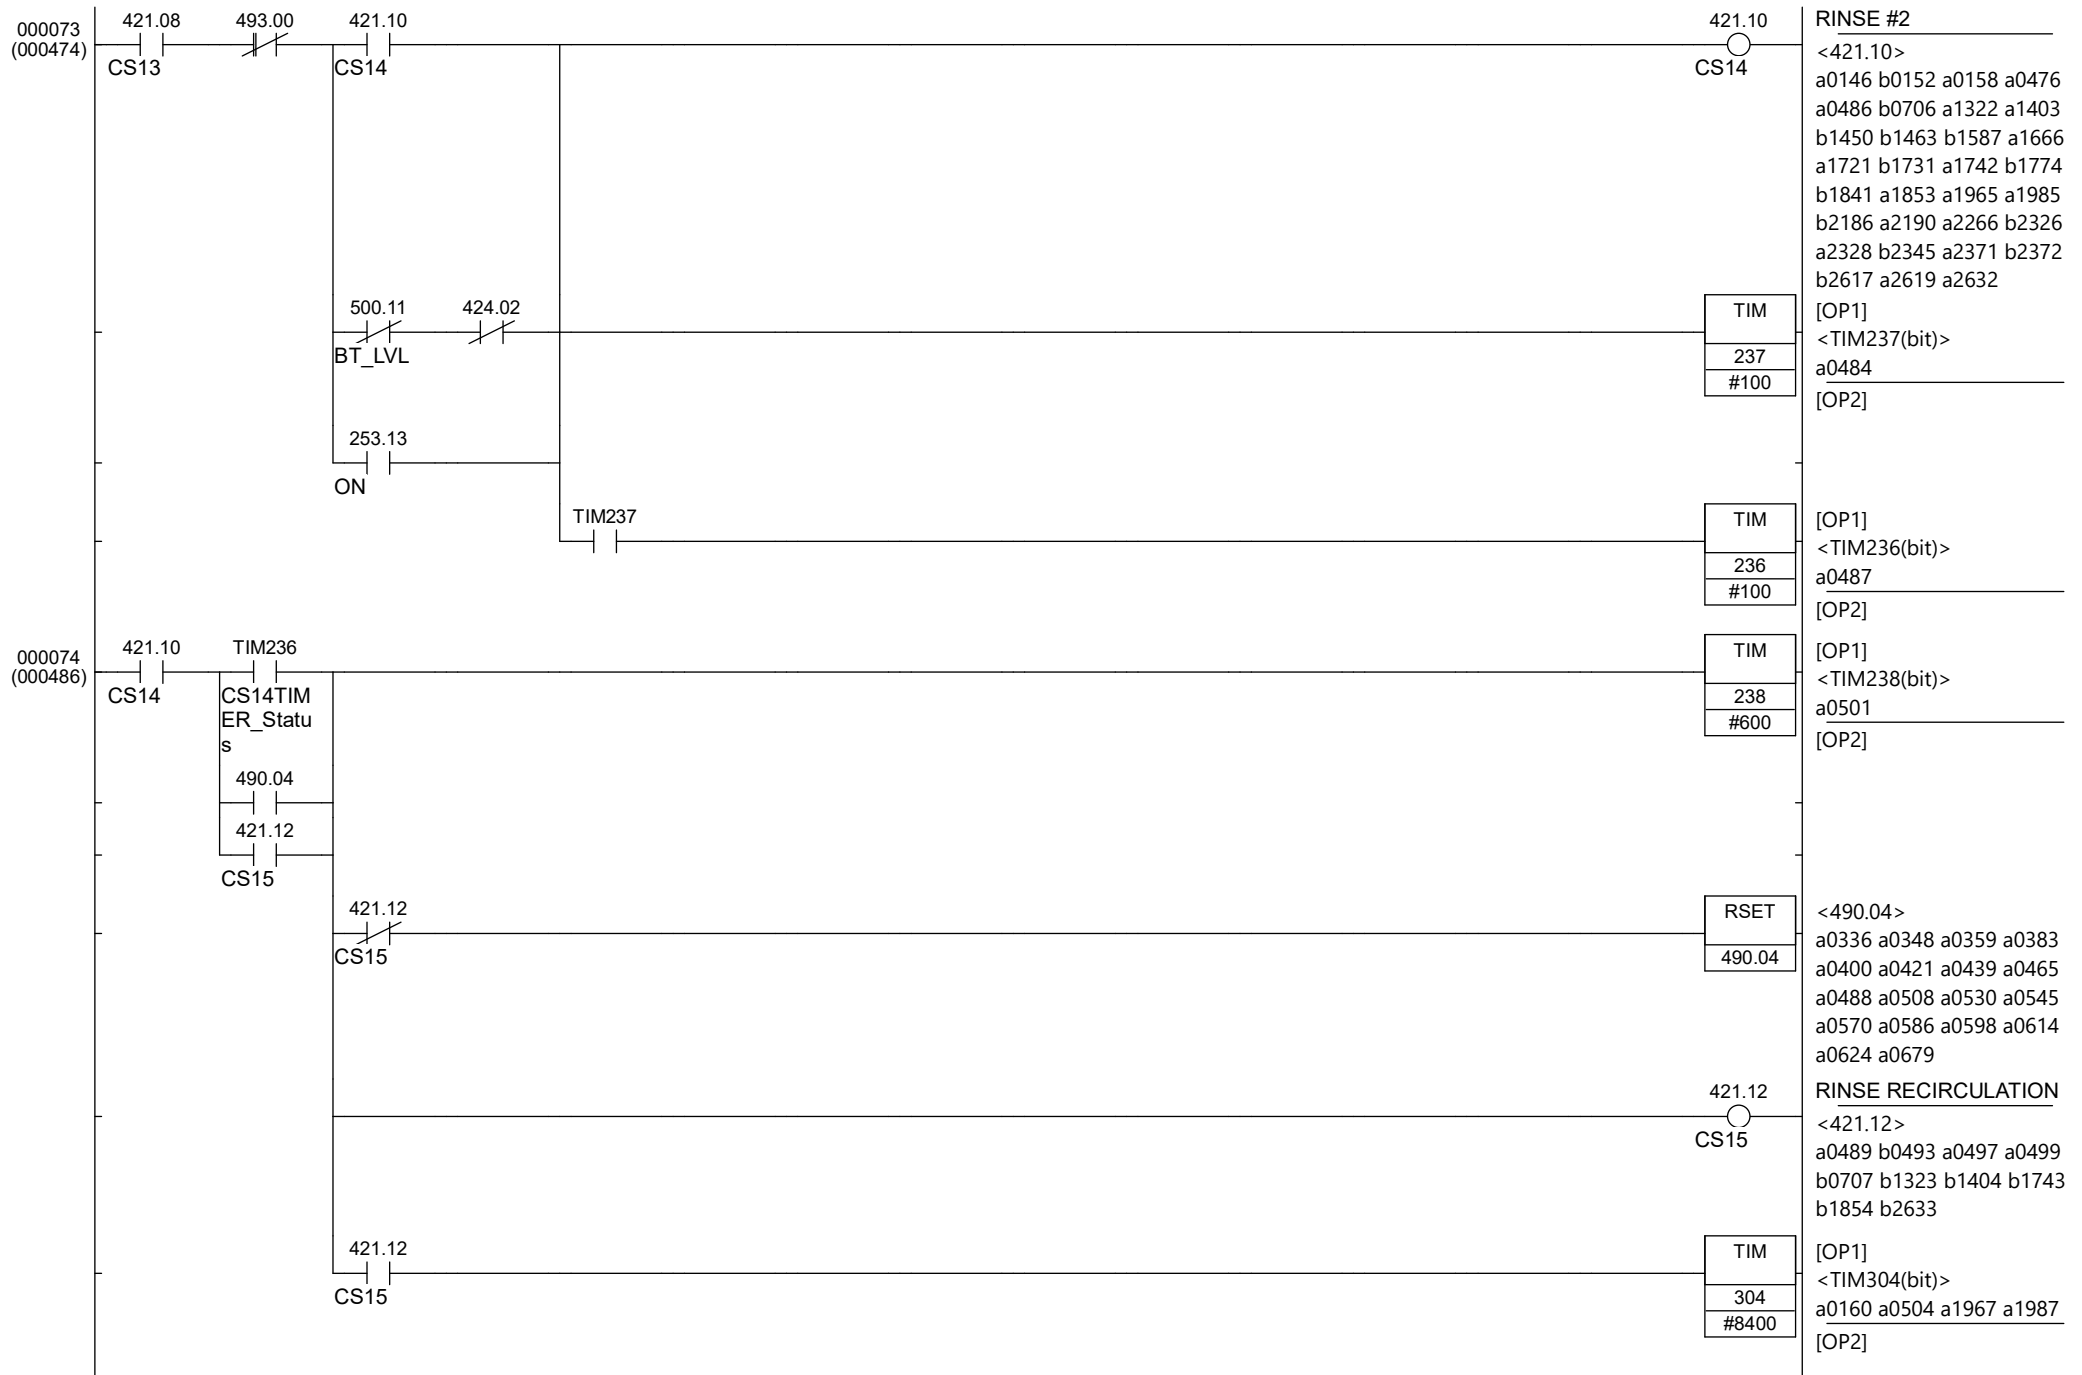 421.08 493.00 421.10 421.10 RINSE #2
000073
(000474)
CS13 CS14 CS14
<421.10>
a0146 b0152 a0158 a0476
a0486 b0706 a1322 a1403
b1450 b1463 b1587 a1666
a1721 b1731 a1742 b1774
b1841 a1853 a1965 a1985
b2186 a2190 a2266 b2326
a2328 b2345 a2371 b2372
b2617 a2619 a2632
500.11 424.02 TIM [OP1]
<TIM237(bit)>
BT_LVL 237 a0484
#100
[OP2]
253.13
ON
TIM237 TIM [OP1]
<TIM236(bit)>
236 a0487
#100
[OP2]
421.10 TIM236 TIM [OP1]
000074
(000486)
<TIM238(bit)>
CS14 CS14TIM 238 a0501
ER_Statu #600
s
[OP2]
490.04
421.12
CS15
421.12 RSET <490.04>
a0336 a0348 a0359 a0383
CS15 490.04 a0400 a0421 a0439 a0465
a0488 a0508 a0530 a0545
a0570 a0586 a0598 a0614
a0624 a0679
421.12 RINSE RECIRCULATION
<421.12>
CS15
a0489 b0493 a0497 a0499
b0707 b1323 b1404 b1743
b1854 b2633
421.12 TIM [OP1]
<TIM304(bit)>
CS15 304 a0160 a0504 a1967 a1987
#8400
[OP2]